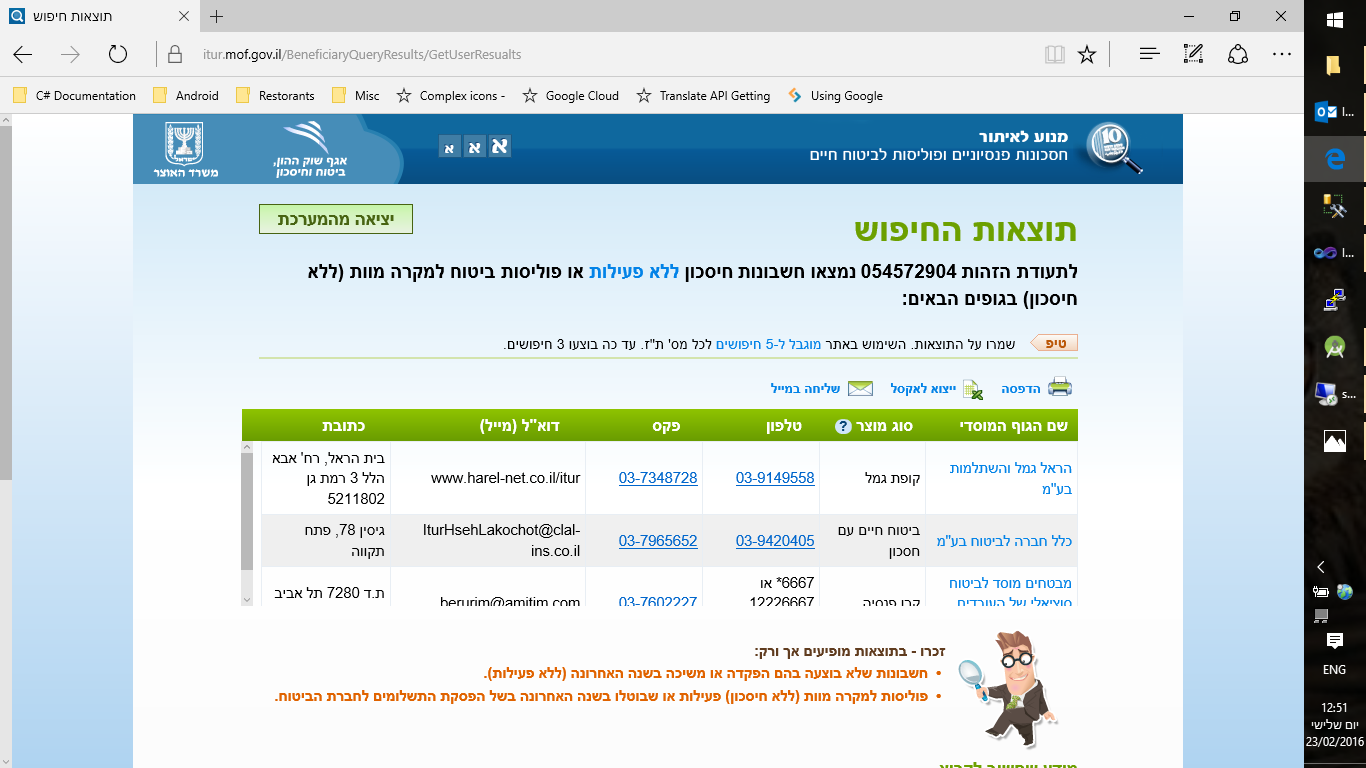 תוצאות חיפוש
itur.mof.gov.il/BeneficiaryQueryResults/GetUserResualts
C# Documentation
Android
Restorants
Misc
Complex icons -
Google Cloud
Translate API Getting
Using Google
מנוע לאיתור
חסכונות פנסיוניים ופוליסות לביטוח חיים
10
א א א
אגף שוק ההון,
ביטוח וחיסכון
משרד האוצר
יציאה מהמערכת
תוצאות החיפוש
לתעודת הזהות 054572904 נמצאו חשבונות חיסכון ללא פעילות או פוליסות ביטוח למקרה מוות (ללא
חיסכון) בגופים הבאים:
טיפ
שמרו על התוצאות. השימוש באתר מוגבל ל-5 חיפושים לכל מס' ת"ז. עד כה בוצעו 3 חיפושים.
הדפסה
ייצוא לאקסל
שליחה במייל
שם הגוף המוסדי
סוג מוצר ?
טלפון
פקס
דוא"ל (מייל)
כתובת
הראל גמל והשתלמות
בע"מ
קופת גמל
03-9149558
03-7348728
www.harel-net.co.il/itur
בית הראל, רח' אבא
הלל 3 רמת גן
5211802
כלל חברה לביטוח בע"מ
ביטוח חיים עם
חסכון
03-9420405
03-7965652
IturHsehLakochot@clal-
ins.co.il
גיסין 78, פתח
תקווה
מבטחים מוסד לביטוח
סוציאלי של העובדים
קרן פנסיה
6667* או
12226667
03-7602227
berurim@amitim.com
ת.ד 7280 תל אביב
זכרו - בתוצאות מופיעים אך ורק:
• חשבונות שלא בוצעה בהם הפקדה או משיכה בשנה האחרונה (ללא פעילות).
• פוליסות למקרה מוות (ללא חיסכון) פעילות או שבוטלו בשנה האחרונה בשל הפסקת התשלומים לחברת הביטוח.
I...
I...
s...
ENG
12:51
יום שלישי
23/02/2016